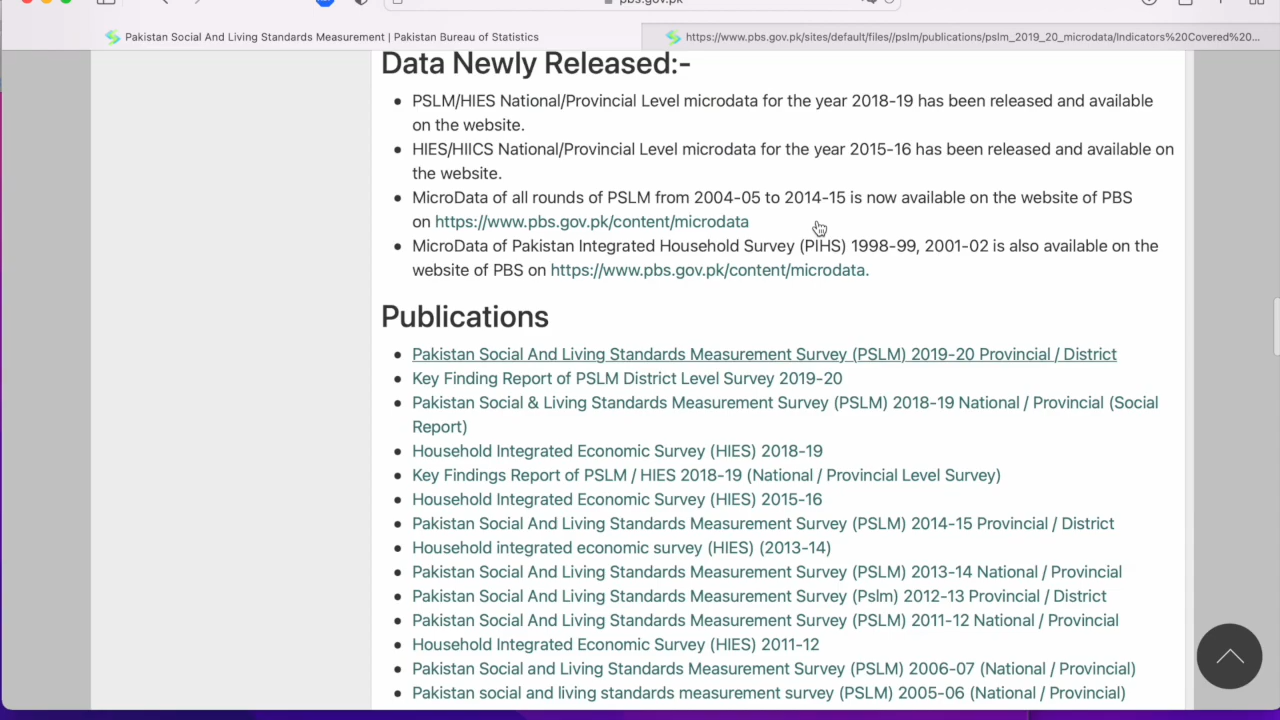 pbs.gov.pk
Pakistan Social And Living Standards Measurement | Pakistan Bureau of Statistics
https://www.pbs.gov.pk/sites/default/files//pslm/publications/pslm_2019_20_microdata/Indicators%20Covered%20...
Data Newly Released:-
PSLM/HIES National/Provincial Level microdata for the year 2018-19 has been released and available
on the website.
HIES/HIICS National/Provincial Level microdata for the year 2015-16 has been released and available on
the website.
MicroData of all rounds of PSLM from 2004-05 to 2014-15 is now available on the website of PBS
on https://www.pbs.gov.pk/content/microdata
MicroData of Pakistan Integrated Household Survey (PIHS) 1998-99, 2001-02 is also available on the
website of PBS on https://www.pbs.gov.pk/content/microdata.
Publications
Pakistan Social And Living Standards Measurement Survey (PSLM) 2019-20 Provincial / District
Key Finding Report of PSLM District Level Survey 2019-20
Pakistan Social & Living Standards Measurement Survey (PSLM) 2018-19 National / Provincial (Social
Report)
Household Integrated Economic Survey (HIES) 2018-19
Key Findings Report of PSLM / HIES 2018-19 (National / Provincial Level Survey)
Household Integrated Economic Survey (HIES) 2015-16
Pakistan Social And Living Standards Measurement Survey (PSLM) 2014-15 Provincial / District
Household integrated economic survey (HIES) (2013-14)
Pakistan Social And Living Standards Measurement Survey (PSLM) 2013-14 National / Provincial
Pakistan Social And Living Standards Measurement Survey (Pslm) 2012-13 Provincial / District
Pakistan Social And Living Standards Measurement Survey (PSLM) 2011-12 National / Provincial
Household Integrated Economic Survey (HIES) 2011-12
Pakistan Social and Living Standards Measurement Survey (PSLM) 2006-07 (National / Provincial)
Pakistan social and living standards measurement survey (PSLM) 2005-06 (National / Provincial)